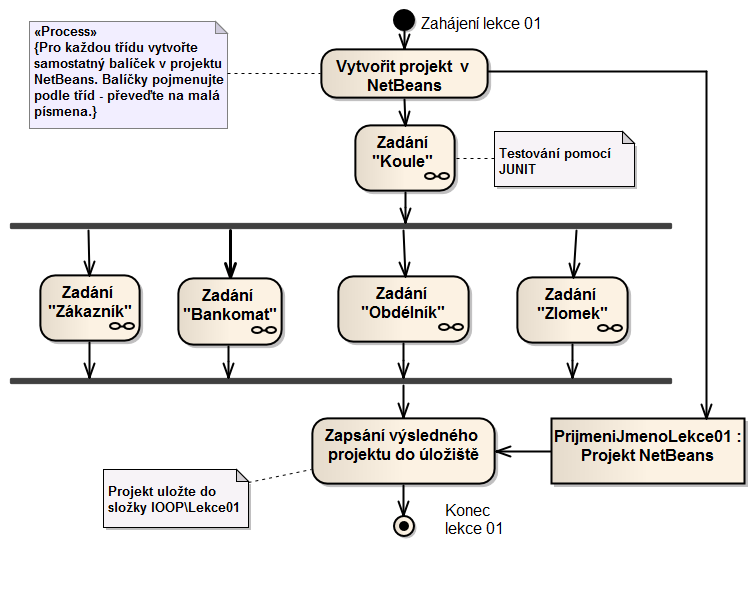 «Process»
{Pro každou třídu vytvořte
samostatný balíček v projektu
NetBeans. Balíčky pojmenujte
podle tříd - převeďte na malá
písmena.}
Zahájení lekce 01
Vytvořit projekt v
NetBeans
Zadání
"Koule"
Testování pomocí
JUNIT
Zadání
"Zákazník"
Zadání
"Bankomat"
Zadání
"Obdélník"
Zadání
"Zlomek"
Zapsání výsledného
projektu do úložiště
PrijmeniJmenoLekce01 :
Projekt NetBeans
Projekt uložte do
složky IOOP\Lekce01
Konec
lekce 01